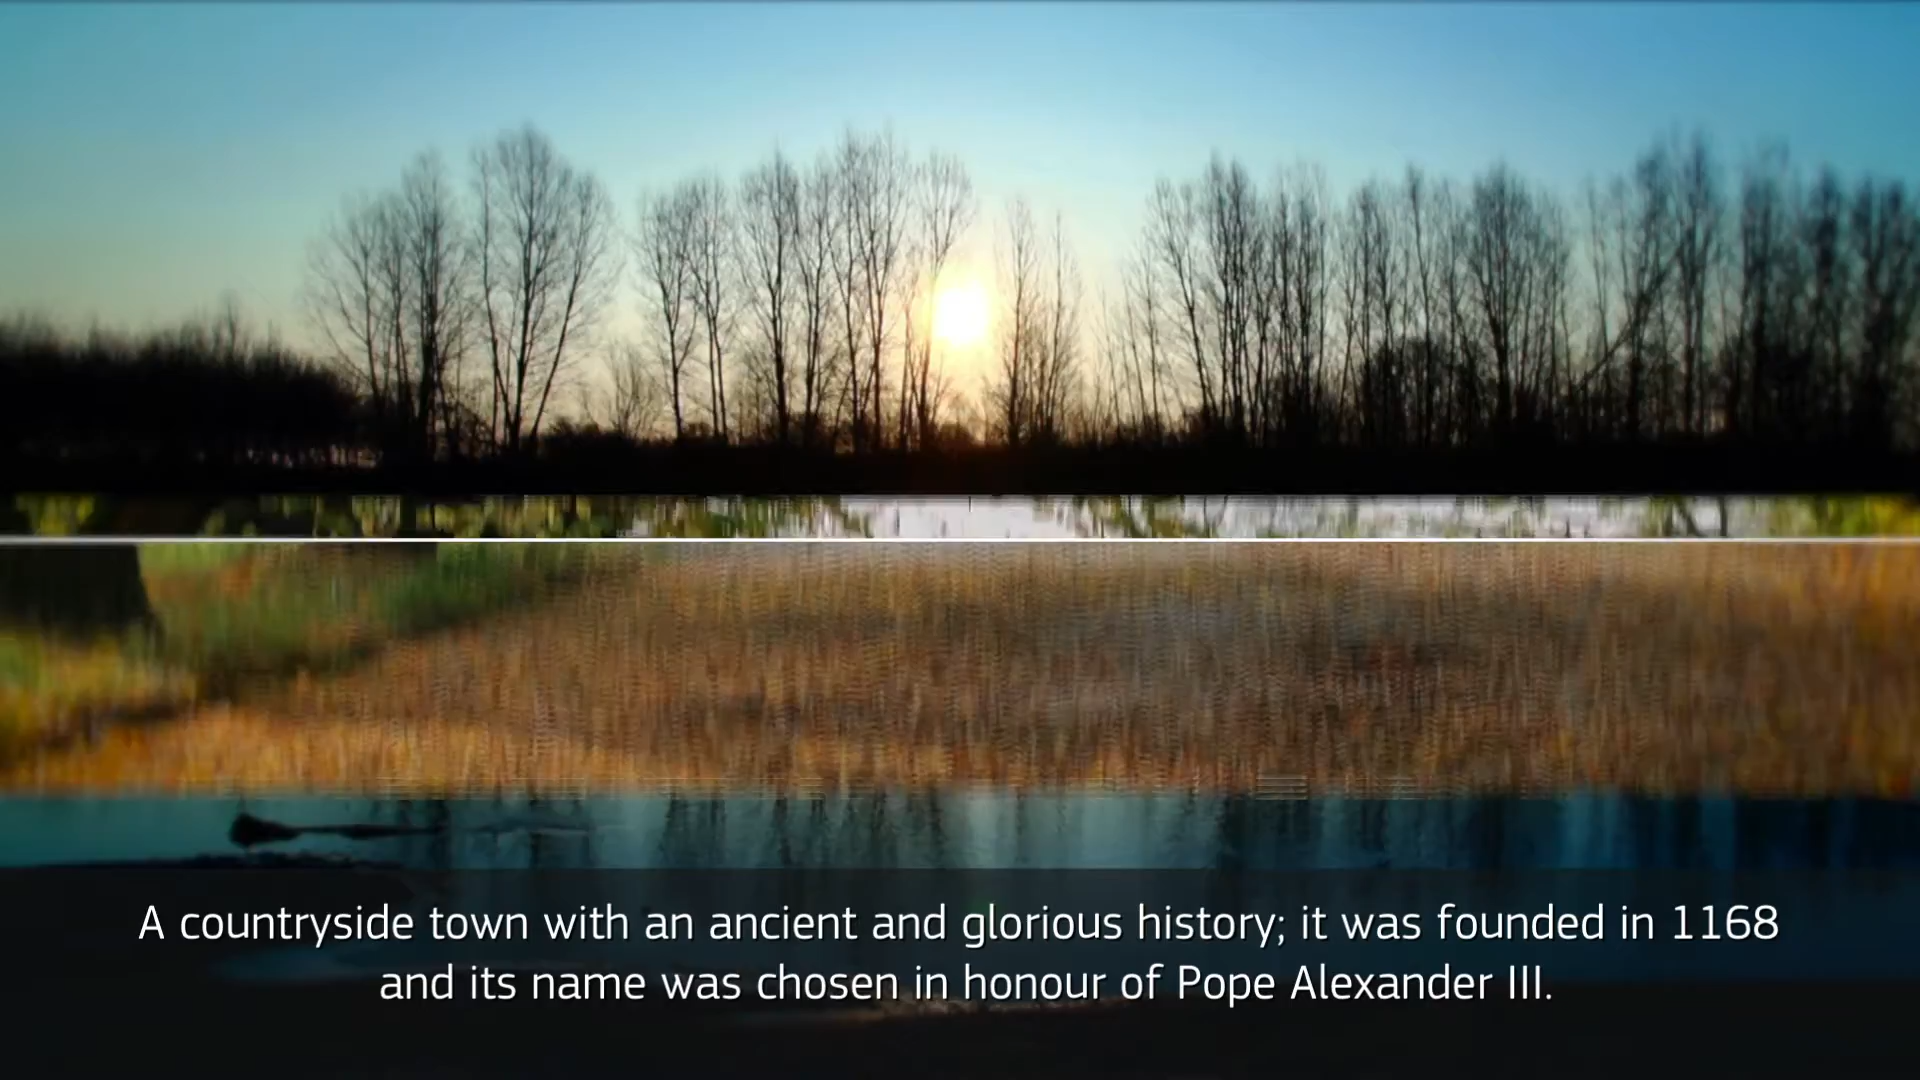 A countryside town with an ancient and glorious history; it was founded in 1168
and its name was chosen in honour of Pope Alexander III.